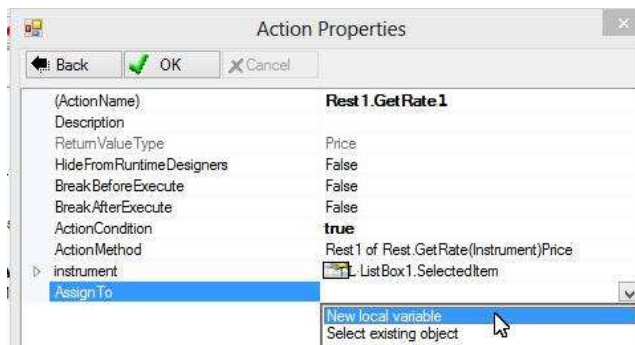 Action Properties
Back OK Cancel
(ActionName) Rest1.GetRate1
Description
ReturnValueType Price
HideFromRuntimeDesigners False
BreakBeforeExecute False
BreakAfterExecute False
ActionCondition true
ActionMethod Rest1 of Rest.GetRate(Instrument)Price
instrument ListBox1.SelectedItem
AssignTo
New local variable
Select existing object